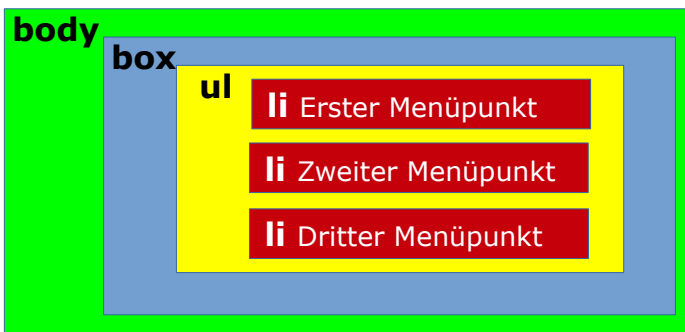 body
box
ul
li Erster Menüpunkt
li Zweiter Menüpunkt
li Dritter Menüpunkt